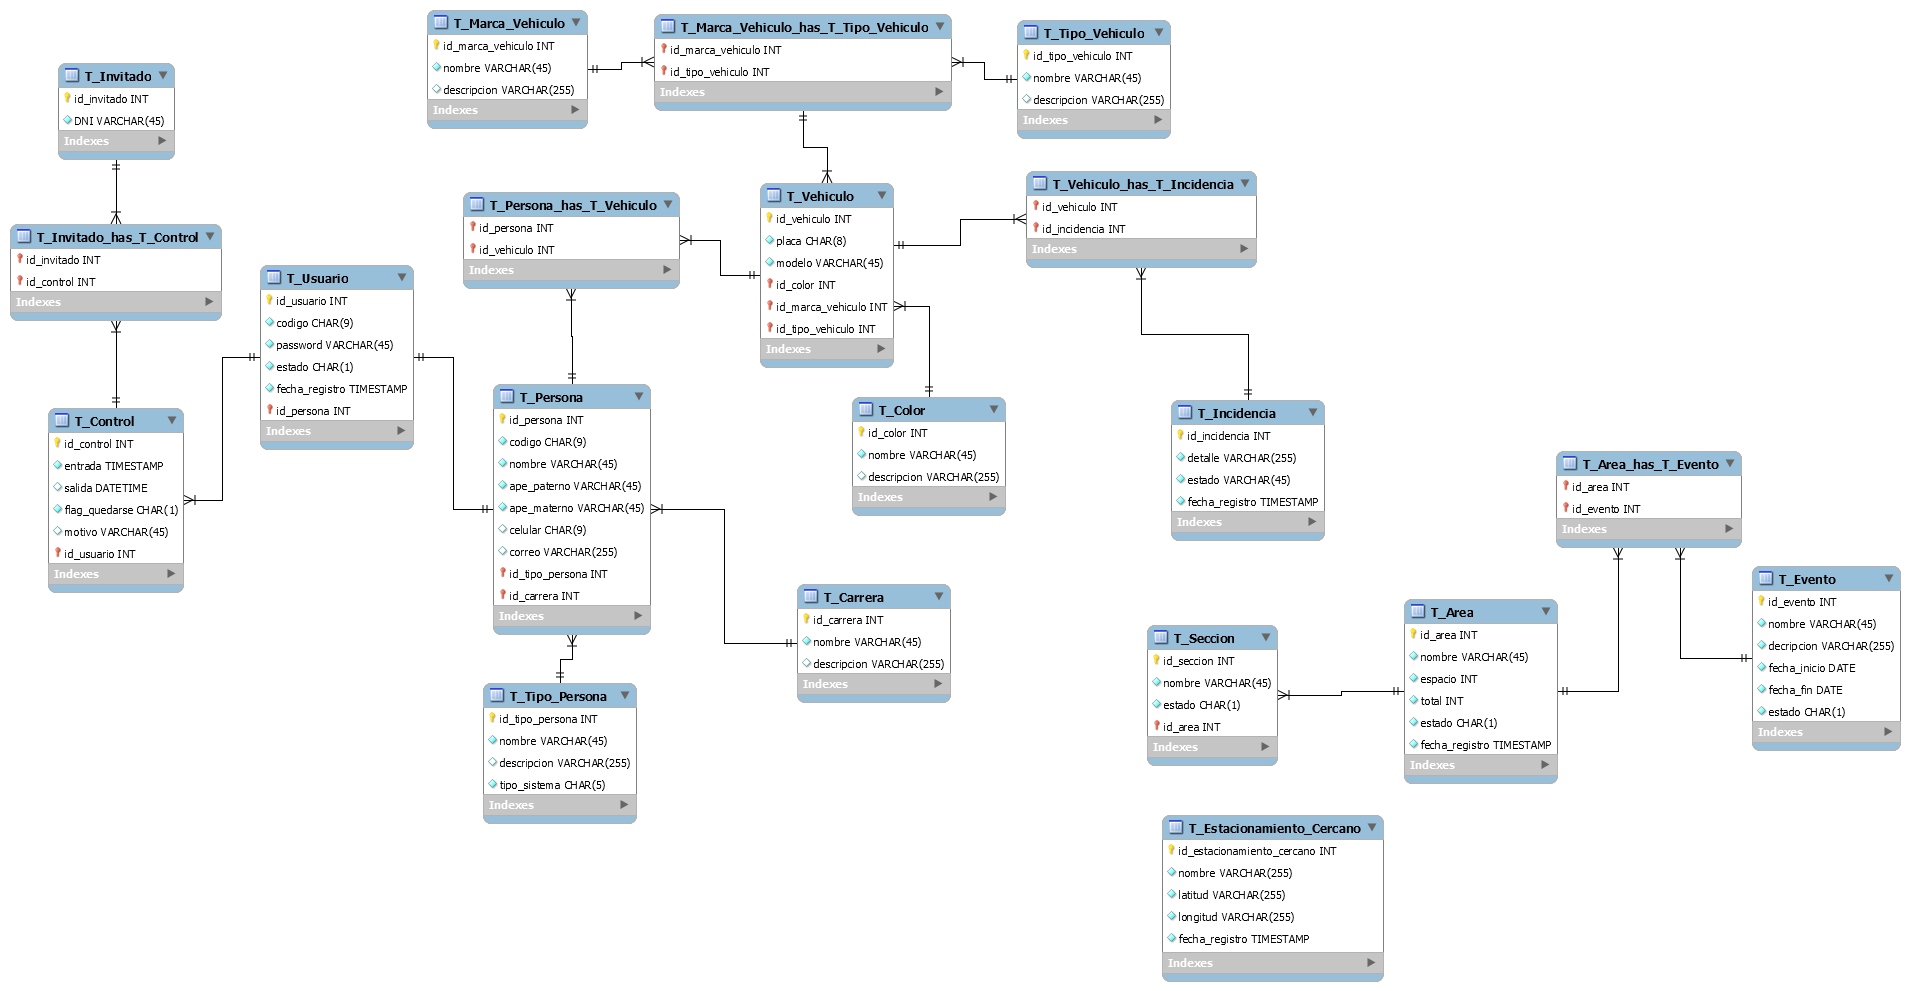 T_Marca_Vehiculo
id_marca_vehiculo INT
nombre VARCHAR(45)
descripcion VARCHAR(255)
Indexes
T_Marca_Vehiculo_has_T_Tipo_Vehiculo
id_marca_vehiculo INT
id_tipo_vehiculo INT
Indexes
T_Tipo_Vehiculo
id_tipo_vehiculo INT
nombre VARCHAR(45)
descripcion VARCHAR(255)
Indexes
T_Invitado
id_invitado INT
DNI VARCHAR(45)
Indexes
T_Invitado_has_T_Control
id_invitado INT
id_control INT
Indexes
T_Usuario
id_usuario INT
codigo CHAR(9)
password VARCHAR(45)
estado CHAR(1)
fecha_registro TIMESTAMP
id_persona INT
Indexes
T_Persona_has_T_Vehiculo
id_persona INT
id_vehiculo INT
Indexes
T_Vehiculo
id_vehiculo INT
placa CHAR(8)
modelo VARCHAR(45)
id_color INT
id_marca_vehiculo INT
id_tipo_vehiculo INT
Indexes
T_Vehiculo_has_T_Incidencia
id_vehiculo INT
id_incidencia INT
Indexes
T_Control
id_control INT
entrada TIMESTAMP
salida DATETIME
flag_quedarse CHAR(1)
motivo VARCHAR(45)
id_usuario INT
Indexes
T_Persona
id_persona INT
codigo CHAR(9)
nombre VARCHAR(45)
ape_paterno VARCHAR(45)
ape_materno VARCHAR(45)
celular CHAR(9)
correo VARCHAR(255)
id_tipo_persona INT
id_carrera INT
Indexes
T_Color
id_color INT
nombre VARCHAR(45)
descripcion VARCHAR(255)
Indexes
T_Incidencia
id_incidencia INT
detalle VARCHAR(255)
estado VARCHAR(45)
fecha_registro TIMESTAMP
Indexes
T_Area_has_T_Evento
id_area INT
id_evento INT
Indexes
T_Evento
id_evento INT
nombre VARCHAR(45)
decripcion VARCHAR(255)
fecha_inicio DATE
fecha_fin DATE
estado CHAR(1)
Indexes
T_Carrera
id_carrera INT
nombre VARCHAR(45)
descripcion VARCHAR(255)
Indexes
T_Seccion
id_seccion INT
nombre VARCHAR(45)
estado CHAR(1)
id_area INT
Indexes
T_Area
id_area INT
nombre VARCHAR(45)
espacio INT
total INT
estado CHAR(1)
fecha_registro TIMESTAMP
Indexes
T_Tipo_Persona
id_tipo_persona INT
nombre VARCHAR(45)
descripcion VARCHAR(255)
tipo_sistema CHAR(5)
Indexes
T_Estacionamiento_Cercano
id_estacionamiento_cercano INT
nombre VARCHAR(255)
latitud VARCHAR(255)
longitud VARCHAR(255)
fecha_registro TIMESTAMP
Indexes